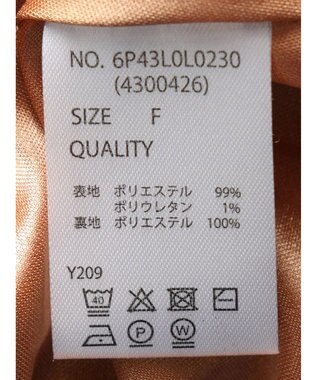 NO. 6P43L0L0230
(4300426)
SIZE F
QUALITY
表地 ポリエステル 99%
ポリウレタン 1%
裏地 ポリエステル 100%
Y209
40
P W